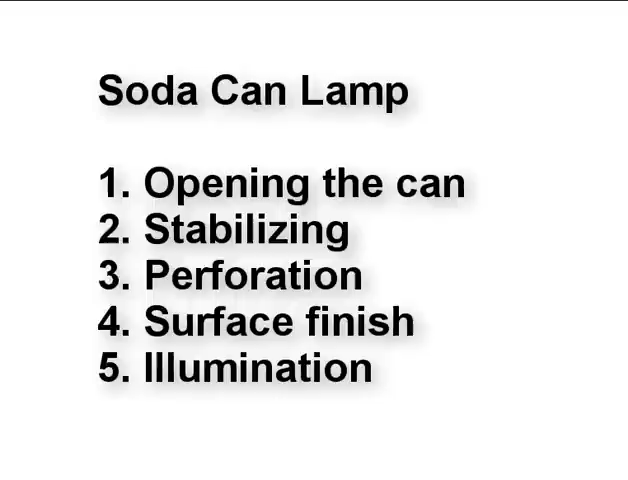 Soda Can Lamp
1. Opening the can
2. Stabilizing
3. Perforation
4. Surface finish
5. Illumination